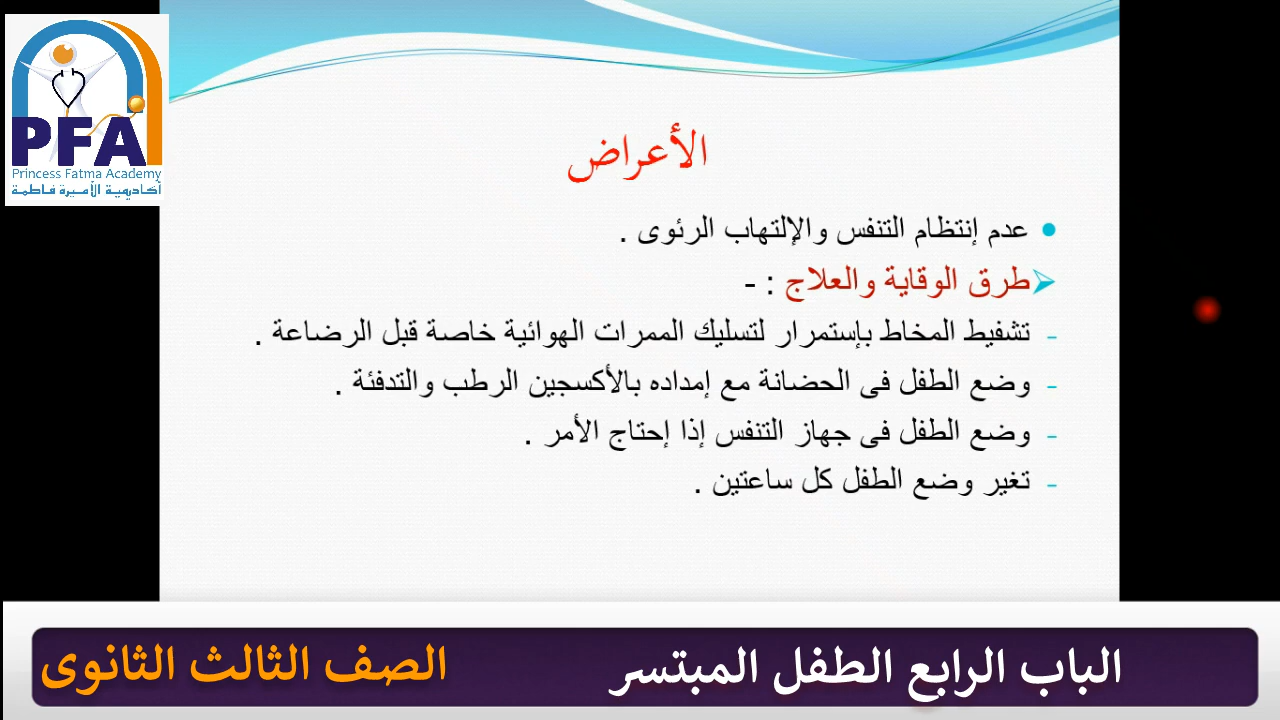 PFA
Princess Fatma Academy
أكاديمية الأميرة فاطمة
الأعراض
عدم إنتظام التنفس والإلتهاب الرئوى .
طرق الوقاية والعلاج : -
- تشفيط المخاط بإستمرار لتسليك الممرات الهوائية خاصة قبل الرضاعة .
- وضع الطفل فى الحضانة مع إمداده بالأكسجين الرطب والتدفئة .
- وضع الطفل فى جهاز التنفس إذا إحتاج الأمر .
- تغير وضع الطفل كل ساعتين .
الباب الرابع الطفل المبتسر
الصف الثالث الثانوى